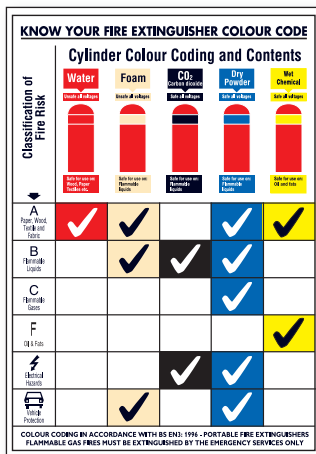 KNOW YOUR FIRE EXTINGUISHER COLOUR CODE
Cylinder Colour Coding and Contents
Classification of
Fire Risk
Water
Unsafe all voltages
Safe for use on:
Wood, Paper
Textiles etc.
Foam
Unsafe all voltages
Safe for use on:
Flammable
liquids
CO2
Carbon dioxide
Safe all voltages
Safe for use on:
Flammable
liquids
Dry
Powder
Safe all voltages
Safe for use on:
Flammable
liquids
Wet
Chemical
Safe all voltages
Safe for use on:
Oil and fats
A
Paper, Wood,
Textile and
Fabric
B
Flammable
Liquids
C
Flammable
Gases
F
Oil & Fats
Electrical
Hazards
Vehicle
Protection
COLOUR CODING IN ACCORDANCE WITH BS EN3: 1996 - PORTABLE FIRE EXTINGUISHERS
FLAMMABLE GAS FIRES MUST BE EXTINGUISHED BY THE EMERGENCY SERVICES ONLY